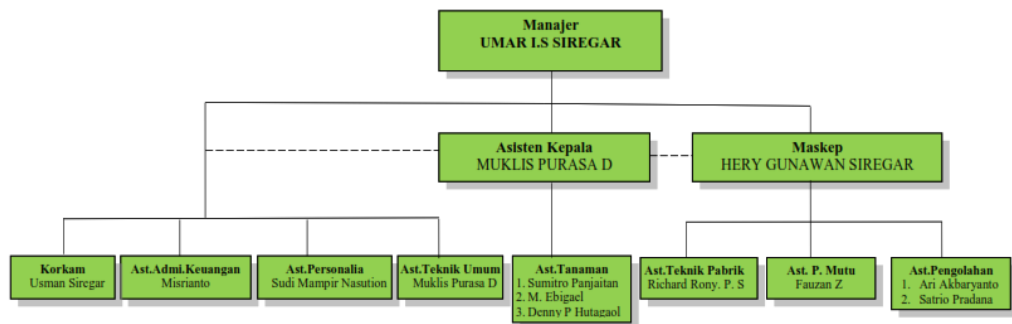 Manajer
UMAR I.S SIREGAR
Asisten Kepala
MUKLIS PURASA D
Maskep
HERY GUNAWAN SIREGAR
Korkam
Usman Siregar
Ast.Admi.Keuangan
Misrianto
Ast.Personalia
Sudi Mampir Nasution
Ast.Teknik Umum
Muklis Purasa D
Ast.Tanaman
1. Sumitro Panjaitan
2. M. Ebigael
3. Denny P Hutagaol
Ast.Teknik Pabrik
Richard Rony. P. S
Ast. P. Mutu
Fauzan Z
Ast.Pengolahan
1. Ari Akbaryanto
2. Satrio Pradana